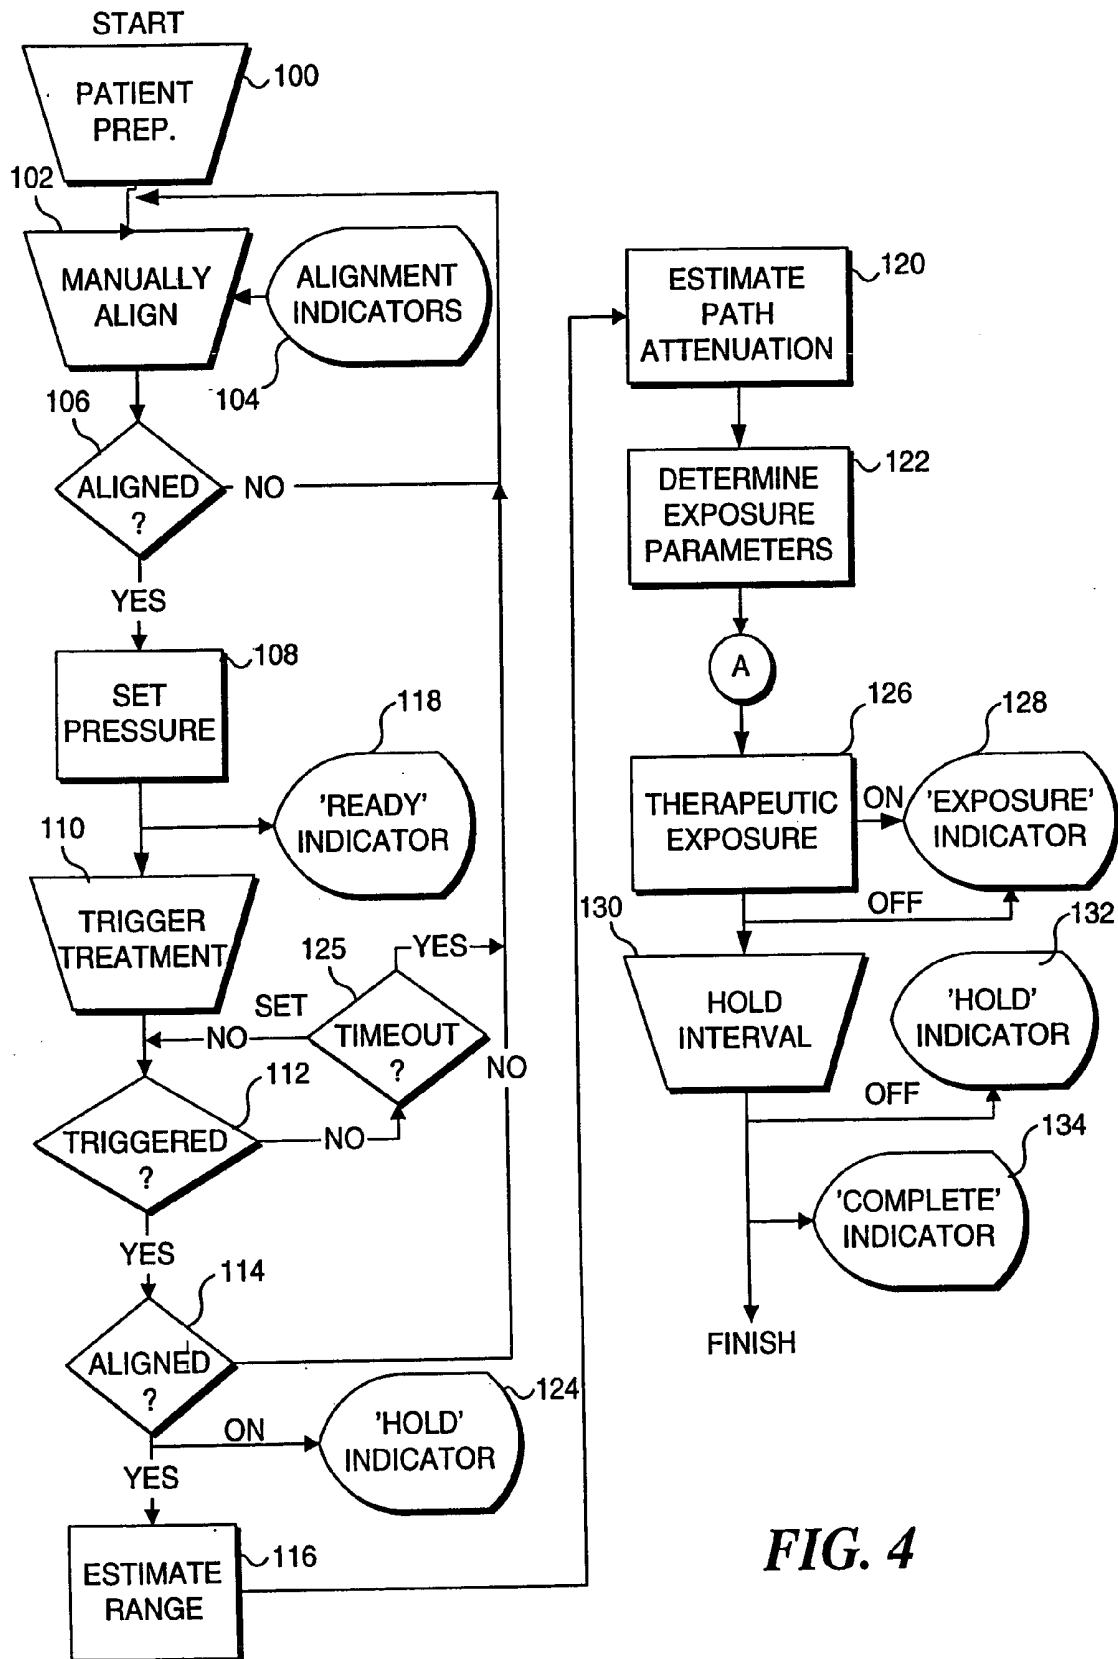 START
PATIENT
PREP.
100
102
MANUALLY
ALIGN
ALIGNMENT
INDICATORS
104
106
ALIGNED
?
NO
YES
108
SET
PRESSURE
118
'READY'
INDICATOR
110
TRIGGER
TREATMENT
125
YES
SET
NO
TIMEOUT
?
NO
112
TRIGGERED
?
NO
YES
114
ALIGNED
?
124
ON
'HOLD'
INDICATOR
YES
116
ESTIMATE
RANGE
120
ESTIMATE
PATH
ATTENUATION
122
DETERMINE
EXPOSURE
PARAMETERS
A
126
128
THERAPEUTIC
EXPOSURE
ON
'EXPOSURE'
INDICATOR
OFF
130
132
HOLD
INTERVAL
'HOLD'
INDICATOR
OFF
134
'COMPLETE'
INDICATOR
FINISH
FIG. 4